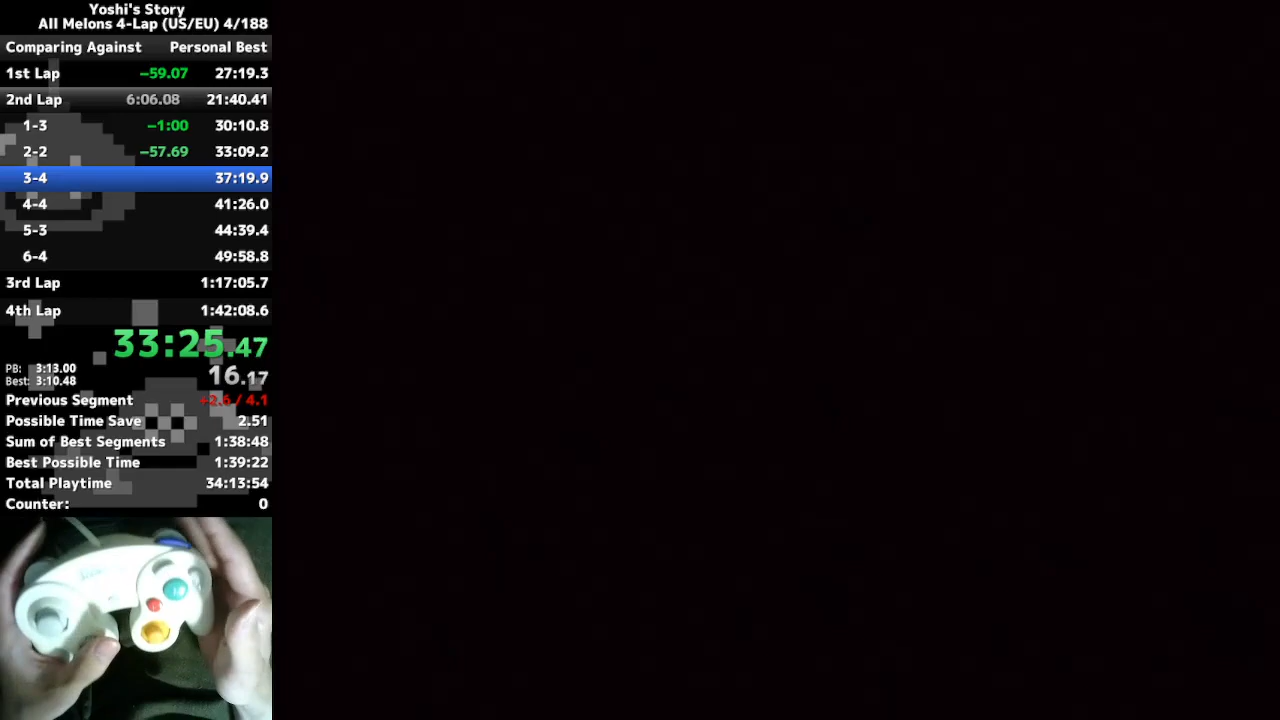 Yoshi's Story
All Melons 4-Lap (US/EU) 4/188
Comparing Against Personal Best
1st Lap −59.07 27:19.3
2nd Lap 6:06.08 21:40.41
1-3 −1:00 30:10.8
2-2 −57.69 33:09.2
3-4 37:19.9
4-4 41:26.0
5-3 44:39.4
6-4 49:58.8
3rd Lap 1:17:05.7
4th Lap 1:42:08.6
33:25.47
PB: 3:13.00
Best: 3:10.48
16.17
Previous Segment +2.6 / 4.1
Possible Time Save 2.51
Sum of Best Segments 1:38:48
Best Possible Time 1:39:22
Total Playtime 34:13:54
Counter: 0